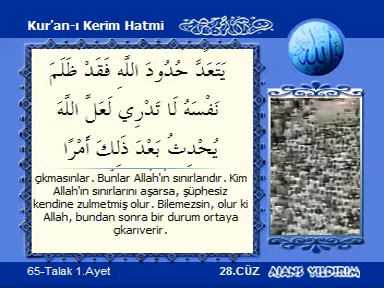 Kur'an-ı Kerim Hatmi
الله
يَتَعَدَّ حُدُودَ اللَّهِ فَقَدْ ظَلَمَ
نَفْسَهُ لَا تَدْرِي لَعَلَّ اللَّهَ
يُحْدِثُ بَعْدَ ذَلِكَ أَمْرًا
çıkmasınlar. Bunlar Allah'ın sınırlarıdır. Kim
Allah'ın sınırlarını aşarsa, şüphesiz
kendine zulmetmiş olur. Bilemezsin, olur ki
Allah, bundan sonra bir durum ortaya
çıkarıverir.
65-Talak 1.Ayet
28.CÜZ
AJANS YILDIRIM